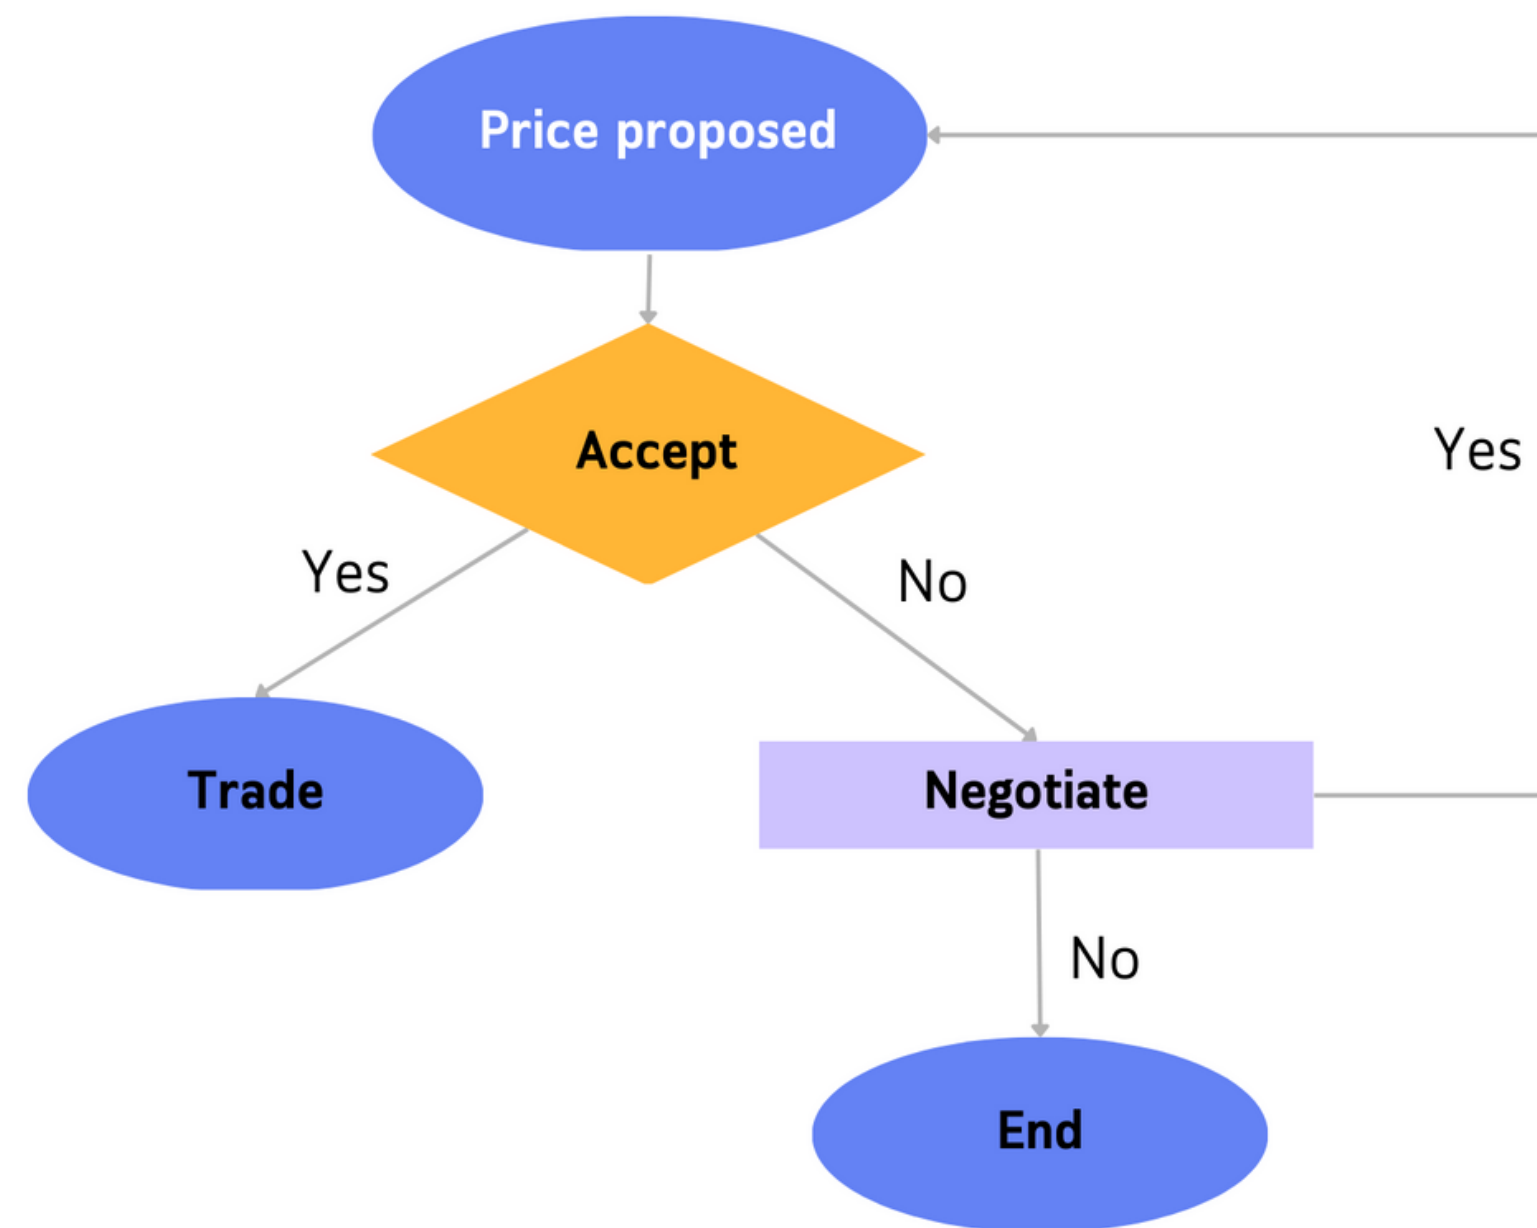 Price proposed
Accept
Yes
Yes
No
Trade
Negotiate
No
End